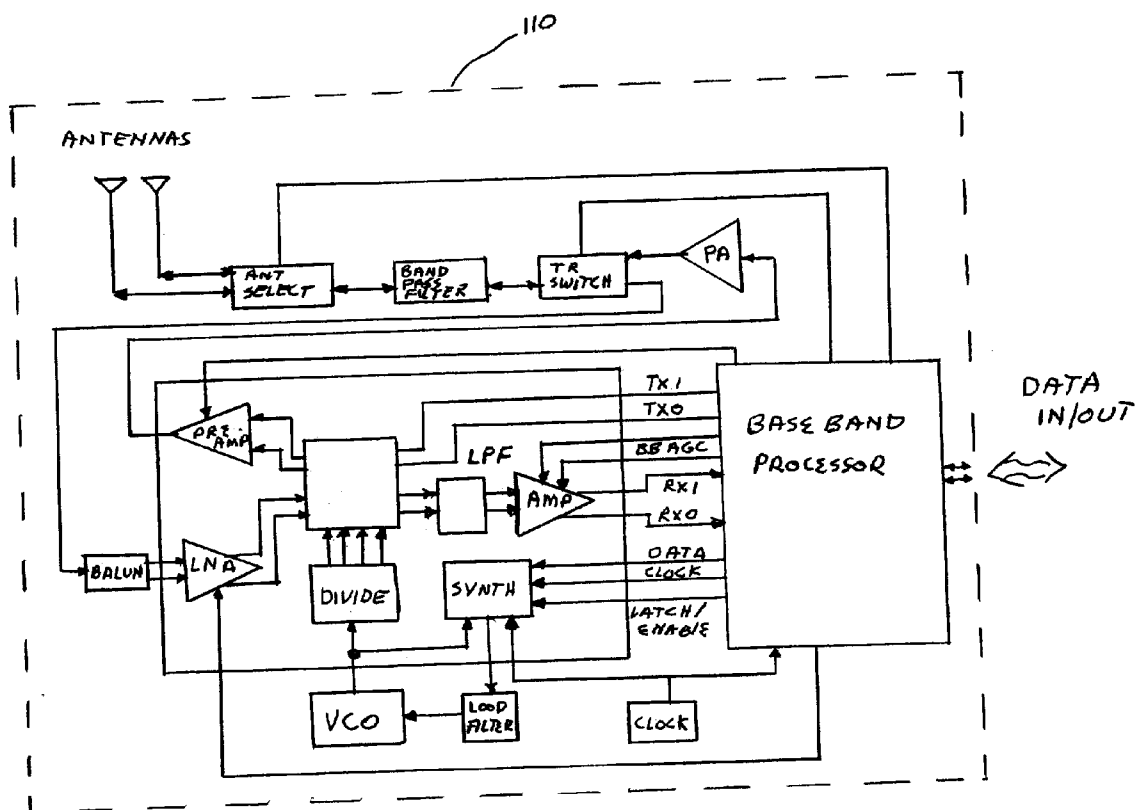 110
ANTENNAS
ANT
SELECT
BAND
PASS
FILTER
TR
SWITCH
PA
PRE-
AMP
TX1
TX0
BB AGC
RX1
RX0
LPF
AMP
BASE BAND
PROCESSOR
DATA
IN/OUT
BALUN
LNA
DIVIDE
SYNTH
DATA
CLOCK
LATCH/
ENABLE
VCO
LOOP
FILTER
CLOCK